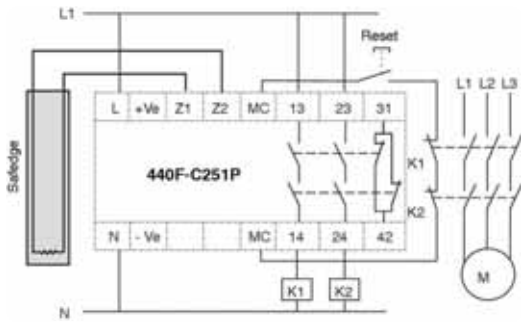 L1
Reset
L1 L2 L3
L +Ve Z1 Z2 MC 13 23 31
Safedge
440F-C251P
K1
K2
N - Ve MC 14 24 42
K1 K2
M
N